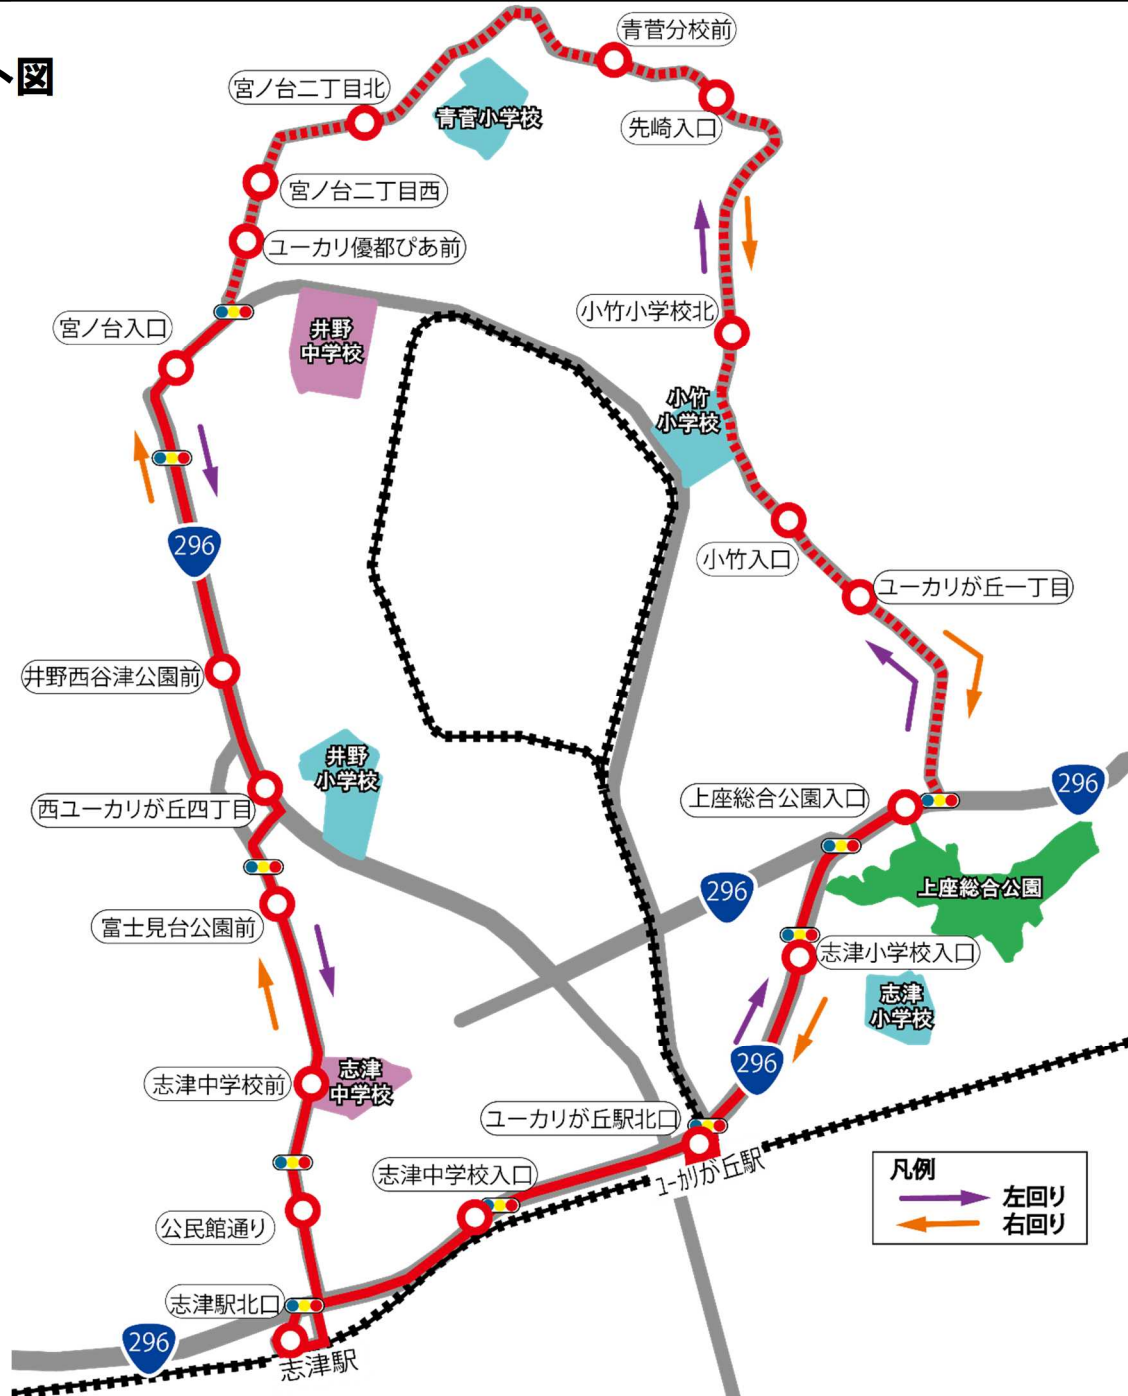 ト図
青菅分校前
宮ノ台二丁目北
青菅小学校
先崎入口
宮ノ台二丁目西
ユーカリ優都ぴあ前
宮ノ台入口
井野
中学校
小竹小学校北
小竹
小学校
296
小竹入口
ユーカリが丘一丁目
井野西谷津公園前
井野
小学校
西ユーカリが丘四丁目
上座総合公園入口
296
296
上座総合公園
富士見台公園前
志津小学校入口
志津
小学校
296
志津中学校前
志津
中学校
ユーカリが丘駅北口
ユーカリが丘駅
志津中学校入口
凡例
左回り
右回り
公民館通り
志津駅北口
296
志津駅